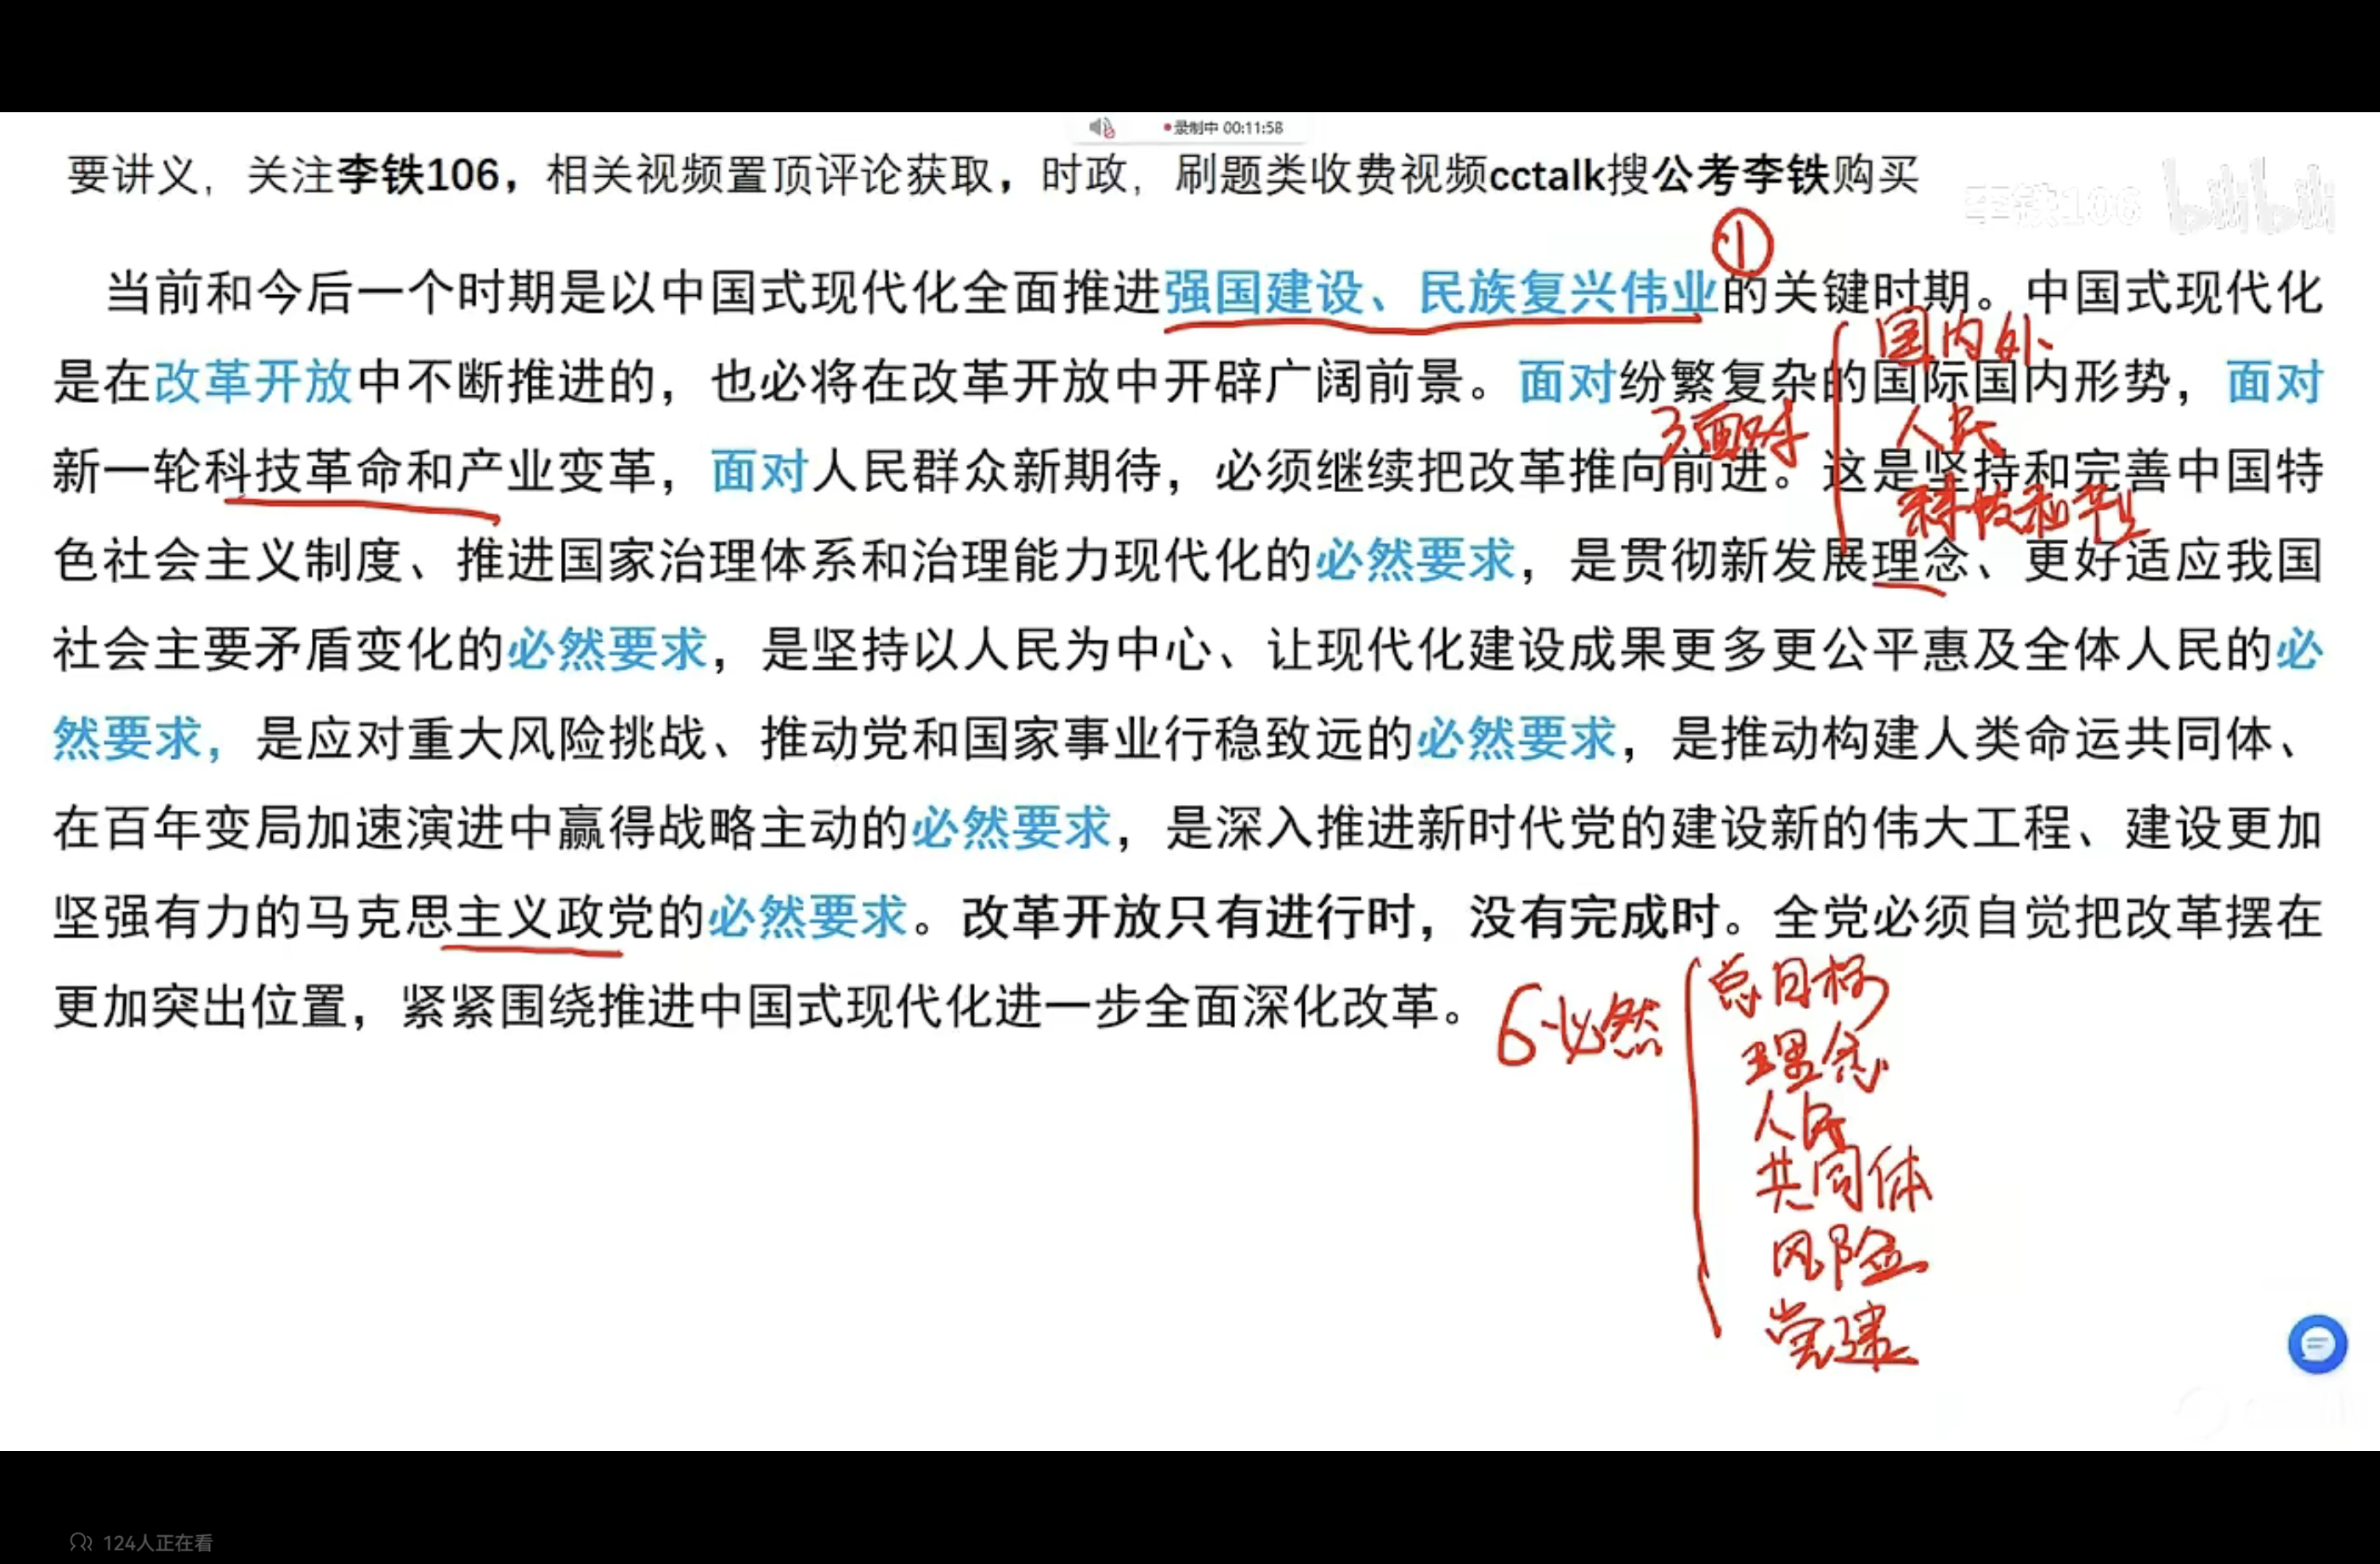 录制中 00:11:58
要讲义，关注李铁106，相关视频置顶评论获取，时政，刷题类收费视频cctalk搜公考李铁购买
李铁106 bilibili
①
当前和今后一个时期是以中国式现代化全面推进强国建设、民族复兴伟业的关键时期。中国式现代化
国内外
是在改革开放中不断推进的，也必将在改革开放中开辟广阔前景。面对纷繁复杂的国际国内形势，面对
3面对
人民
新一轮科技革命和产业变革，面对人民群众新期待，必须继续把改革推向前进。这是坚持和完善中国特
科技和产业
色社会主义制度、推进国家治理体系和治理能力现代化的必然要求，是贯彻新发展理念、更好适应我国
社会主要矛盾变化的必然要求，是坚持以人民为中心、让现代化建设成果更多更公平惠及全体人民的必
然要求，是应对重大风险挑战、推动党和国家事业行稳致远的必然要求，是推动构建人类命运共同体、
在百年变局加速演进中赢得战略主动的必然要求，是深入推进新时代党的建设新的伟大工程、建设更加
坚强有力的马克思主义政党的必然要求。改革开放只有进行时，没有完成时。全党必须自觉把改革摆在
更加突出位置，紧紧围绕推进中国式现代化进一步全面深化改革。
6必然
总目标
理念
人民
共同体
风险
党建
124人正在看